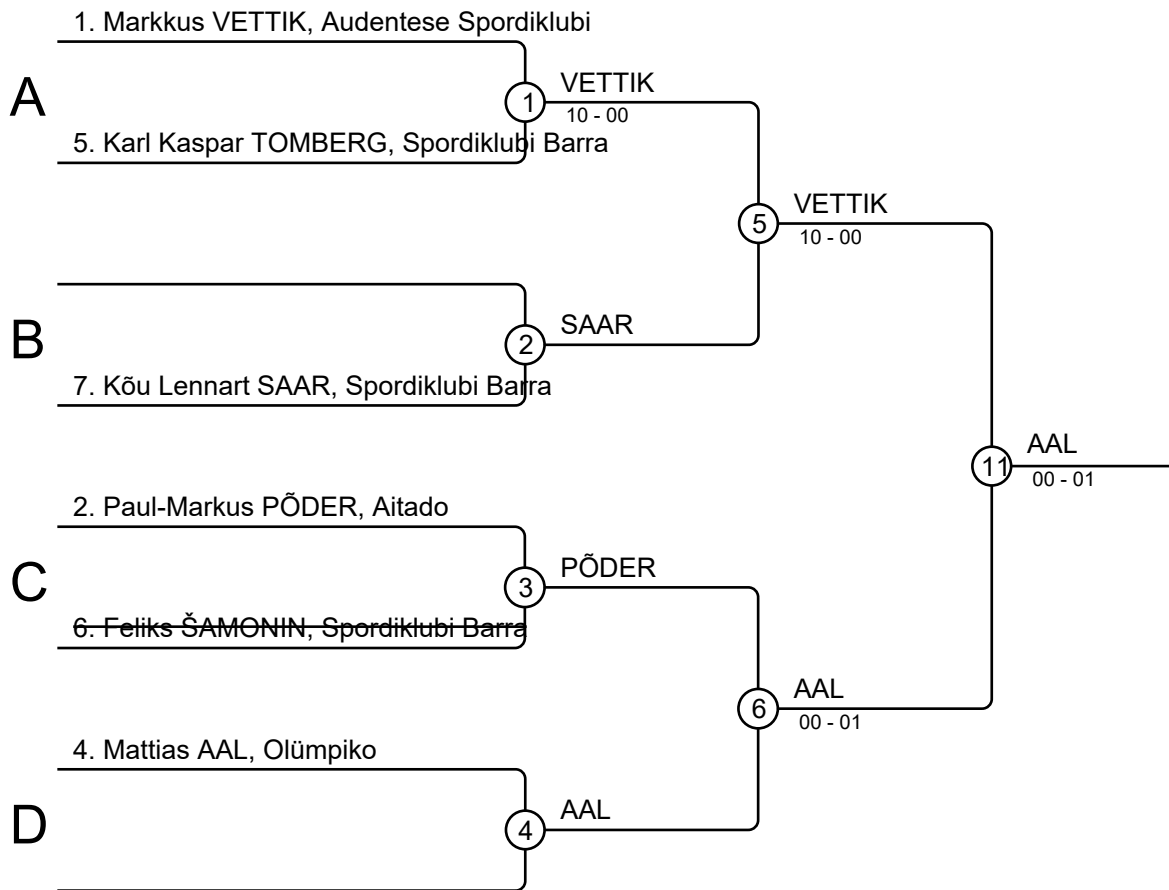 1. Markkus VETTIK, Audentese Spordiklubi
A
1
VETTIK
10 - 00
5. Karl Kaspar TOMBERG, Spordiklubi Barra
5
VETTIK
10 - 00
B
2
SAAR
7. Kõu Lennart SAAR, Spordiklubi Barra
11
AAL
00 - 01
2. Paul-Markus PÕDER, Aitado
C
3
PÕDER
6. Feliks ŠAMONIN, Spordiklubi Barra
6
AAL
00 - 01
4. Mattias AAL, Olümpiko
D
4
AAL